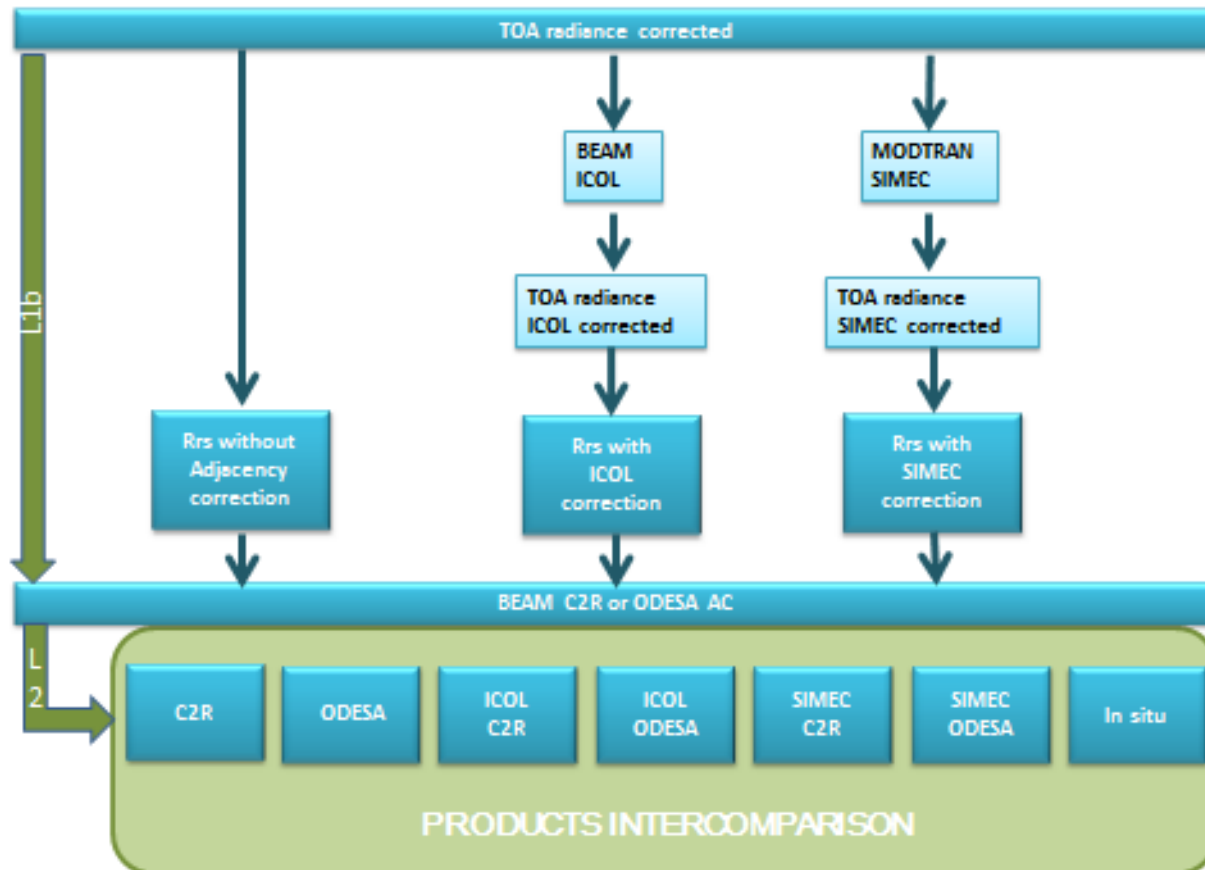 TOA radiance corrected
L1b
BEAM
ICOL
MODTRAN
SIMEC
TOA radiance
ICOL corrected
TOA radiance
SIMEC corrected
Rrs without
Adjacency
correction
Rrs with
ICOL
correction
Rrs with
SIMEC
correction
BEAM C2R or ODESA AC
L
2
C2R
ODESA
ICOL
C2R
ICOL
ODESA
SIMEC
C2R
SIMEC
ODESA
In situ
PRODUCTS INTERCOMPARISON